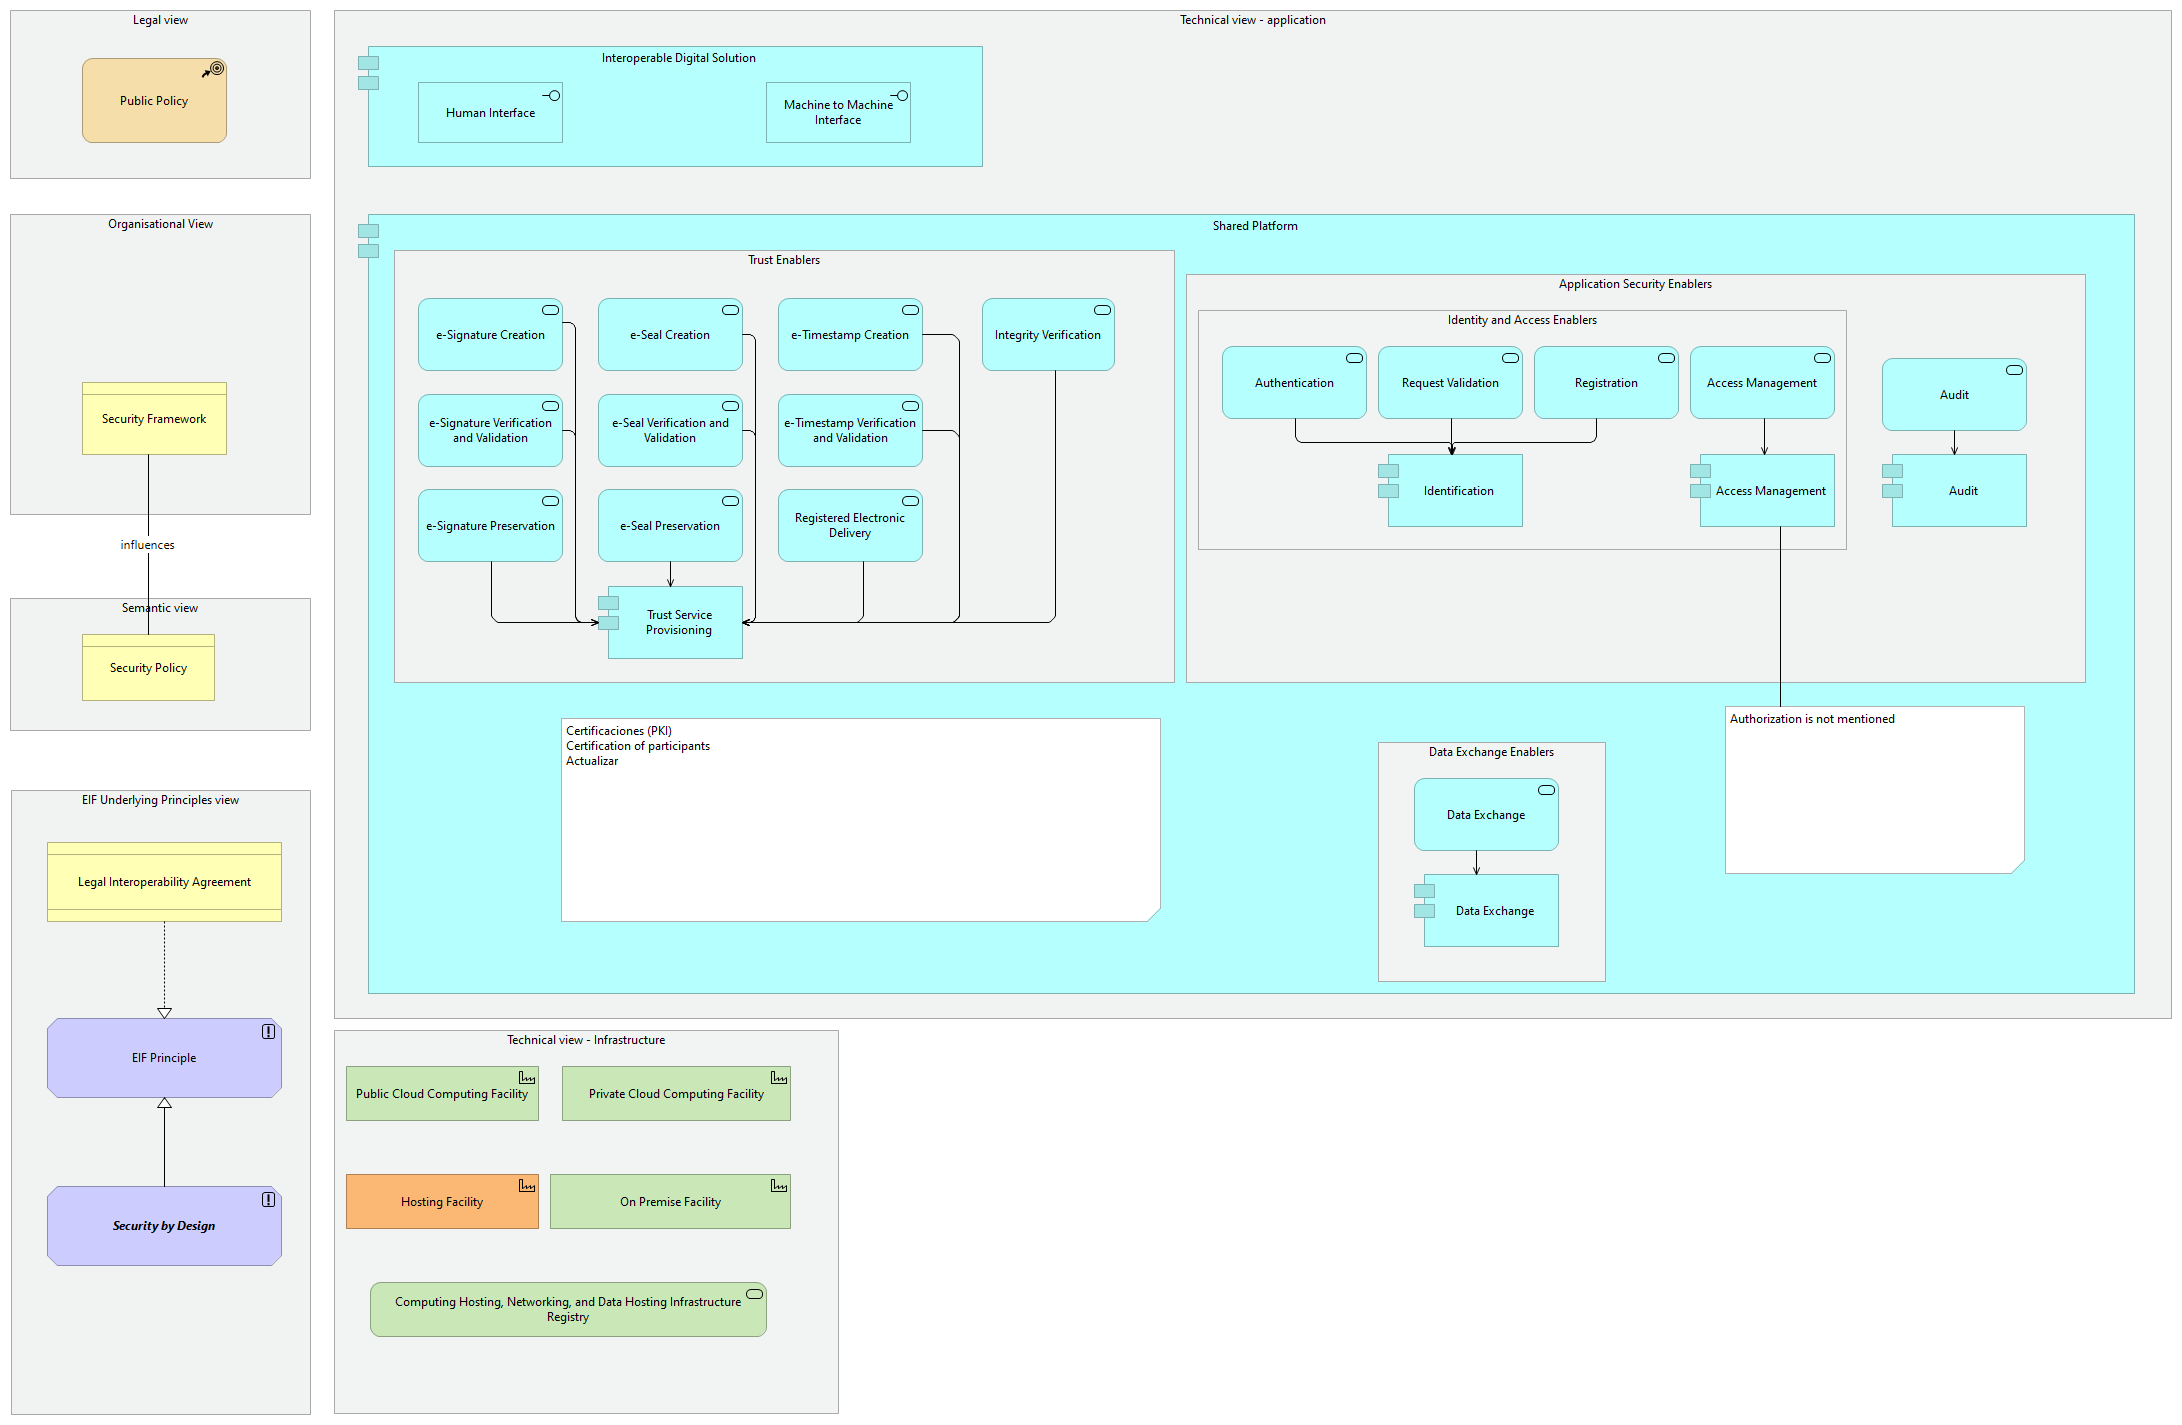 Legal view
Public Policy
Organisational View
Security Framework
influences
Semantic view
Security Policy
EIF Underlying Principles view
Legal Interoperability Agreement
EIF Principle
Security by Design
Technical view - application
Interoperable Digital Solution
Human Interface
Machine to Machine
Interface
Shared Platform
Trust Enablers
e-Signature Creation
e-Seal Creation
e-Timestamp Creation
Integrity Verification
e-Signature Verification
and Validation
e-Seal Verification and
Validation
e-Timestamp Verification
and Validation
e-Signature Preservation
e-Seal Preservation
Registered Electronic
Delivery
Trust Service
Provisioning
Application Security Enablers
Identity and Access Enablers
Authentication
Request Validation
Registration
Access Management
Audit
Identification
Access Management
Audit
Certificaciones (PKI)
Certification of participants
Actualizar
Data Exchange Enablers
Data Exchange
Data Exchange
Authorization is not mentioned
Technical view - Infrastructure
Public Cloud Computing Facility
Private Cloud Computing Facility
Hosting Facility
On Premise Facility
Computing Hosting, Networking, and Data Hosting Infrastructure
Registry